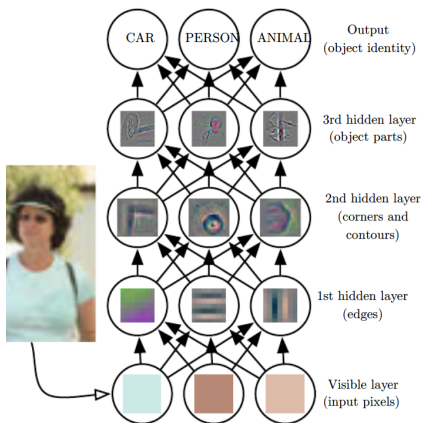 CAR PERSON ANIMAL
Output
(object identity)
3rd hidden layer
(object parts)
2nd hidden layer
(corners and
contours)
1st hidden layer
(edges)
Visible layer
(input pixels)